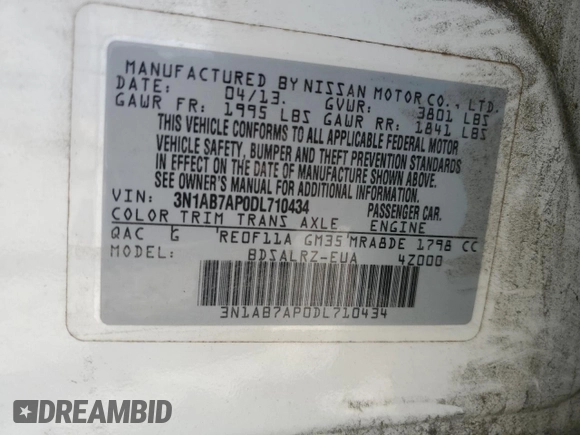 MANUFACTURED BY NISSAN MOTOR CO., LTD.
DATE: 04/13. GVWR: 3801 LBS
GAWR FR: 1995 LBS GAWR RR: 1841 LBS
THIS VEHICLE CONFORMS TO ALL APPLICABLE FEDERAL MOTOR
VEHICLE SAFETY, BUMPER AND THEFT PREVENTION STANDARDS
IN EFFECT ON THE DATE OF MANUFACTURE SHOWN ABOVE.
SEE OWNER'S MANUAL FOR ADDITIONAL INFORMATION.
VIN: 3N1AB7AP0DL710434 PASSENGER CAR.
COLOR TRIM TRANS AXLE ENGINE
QAC G RE0F11A GM35 MRA8DE 1798 CC
MODEL: BDSALRZ-EUA 4Z000
3N1AB7AP0DL710434
DREAMBID